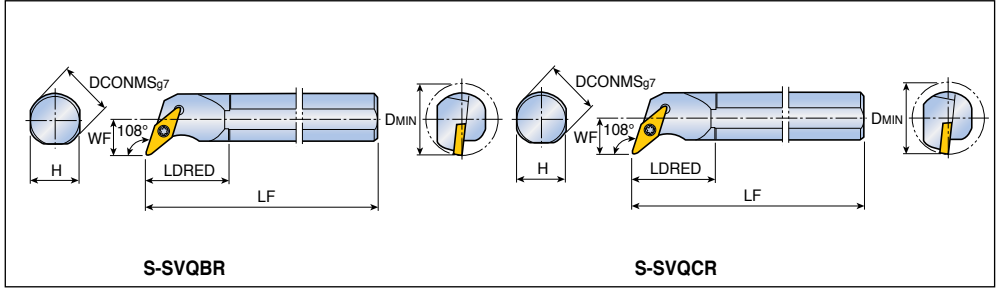 DCONMSg7
WF
108°
H
LDRED
LF
DMIN
S-SVQBR
DCONMSg7
WF
108°
H
LDRED
LF
DMIN
S-SVQCR